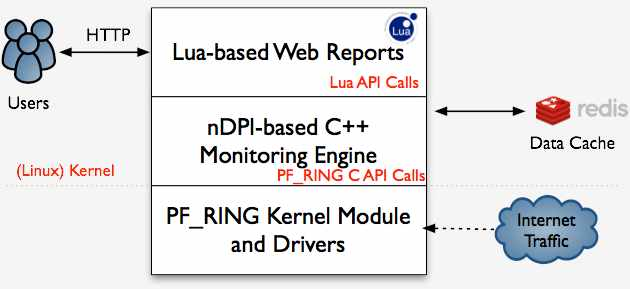 HTTP
Users
Lua-based Web Reports
Lua
Lua API Calls
nDPI-based C++
Monitoring Engine
PF_RING C API Calls
redis
Data Cache
(Linux) Kernel
PF_RING Kernel Module
and Drivers
Internet
Traffic